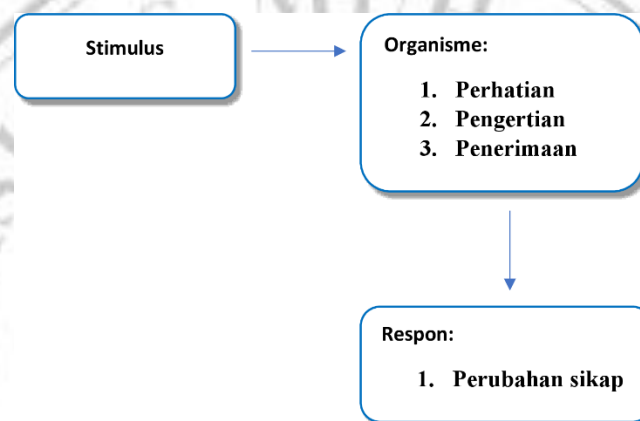 Stimulus
Organisme:
1. Perhatian
2. Pengertian
3. Penerimaan
Respon:
1. Perubahan sikap